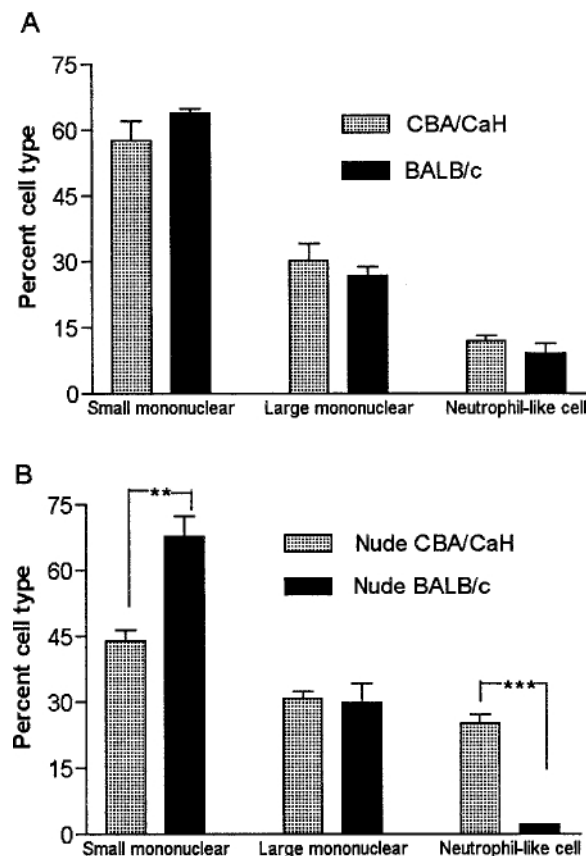 A
Percent cell type
75
60
45
30
15
0
CBA/CaH
BALB/c
Small mononuclear
Large mononuclear
Neutrophil-like cell
B
Percent cell type
75
60
45
30
15
0
**
Nude CBA/CaH
Nude BALB/c
***
Small mononuclear
Large mononuclear
Neutrophil-like cell